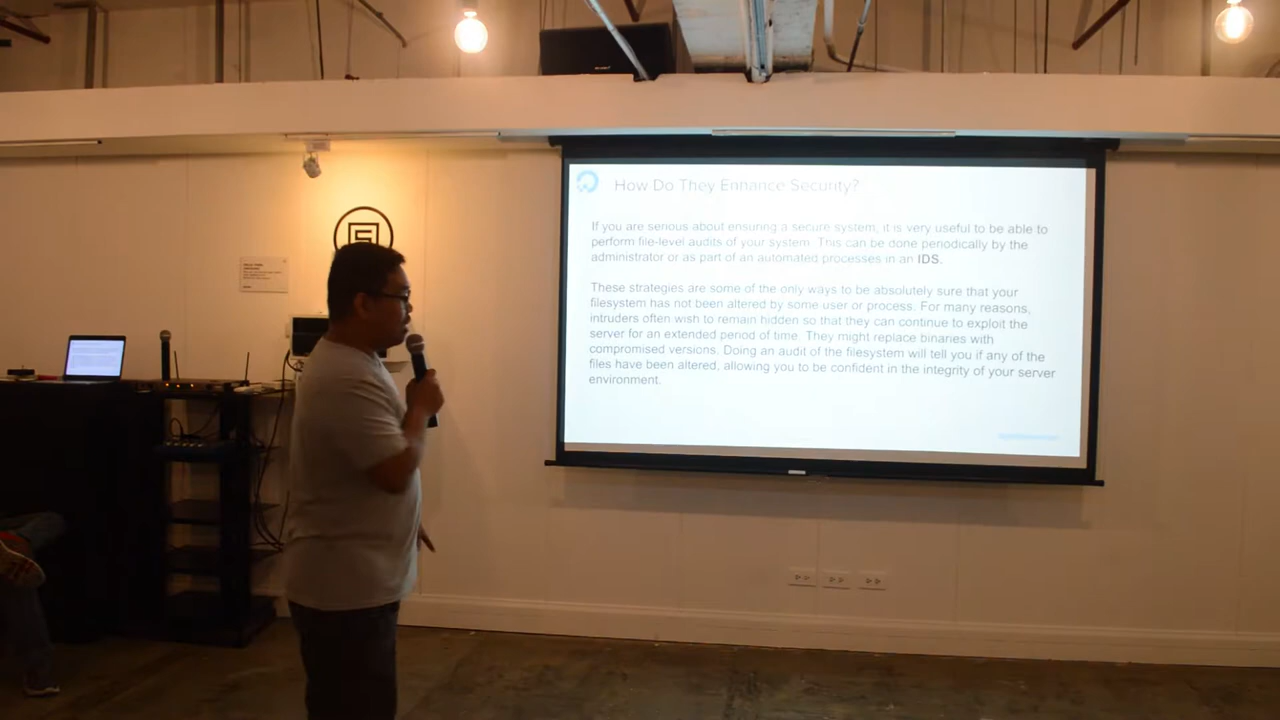 How Do They Enhance Security?
If you are serious about ensuring a secure system, it is very useful to be able to
perform file-level audits of your system. This can be done periodically by the
administrator or as part of an automated processes in an IDS.
These strategies are some of the only ways to be absolutely sure that your
filesystem has not been altered by some user or process. For many reasons,
intruders often wish to remain hidden so that they can continue to exploit the
server for an extended period of time. They might replace binaries with
compromised versions. Doing an audit of the filesystem will tell you if any of the
files have been altered, allowing you to be confident in the integrity of your server
environment.